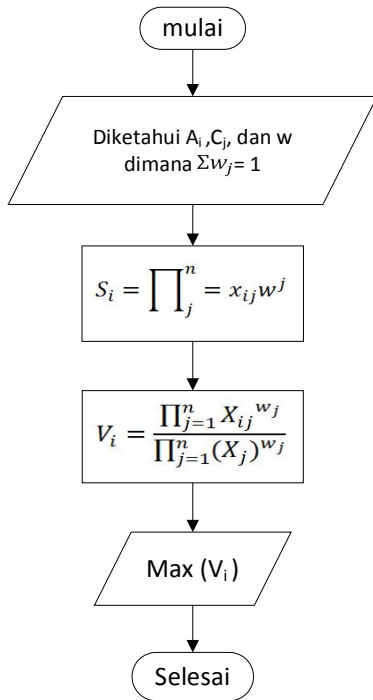 mulai
Diketahui Aᵢ ,Cⱼ, dan w
dimana Σwⱼ= 1
Sᵢ = ∏ⱼⁿ = xᵢⱼwʲ
Vᵢ = ∏ⱼ₌₁ⁿ Xᵢⱼ^wⱼ / ∏ⱼ₌₁ⁿ (Xⱼ)^wⱼ
Max (Vᵢ )
Selesai